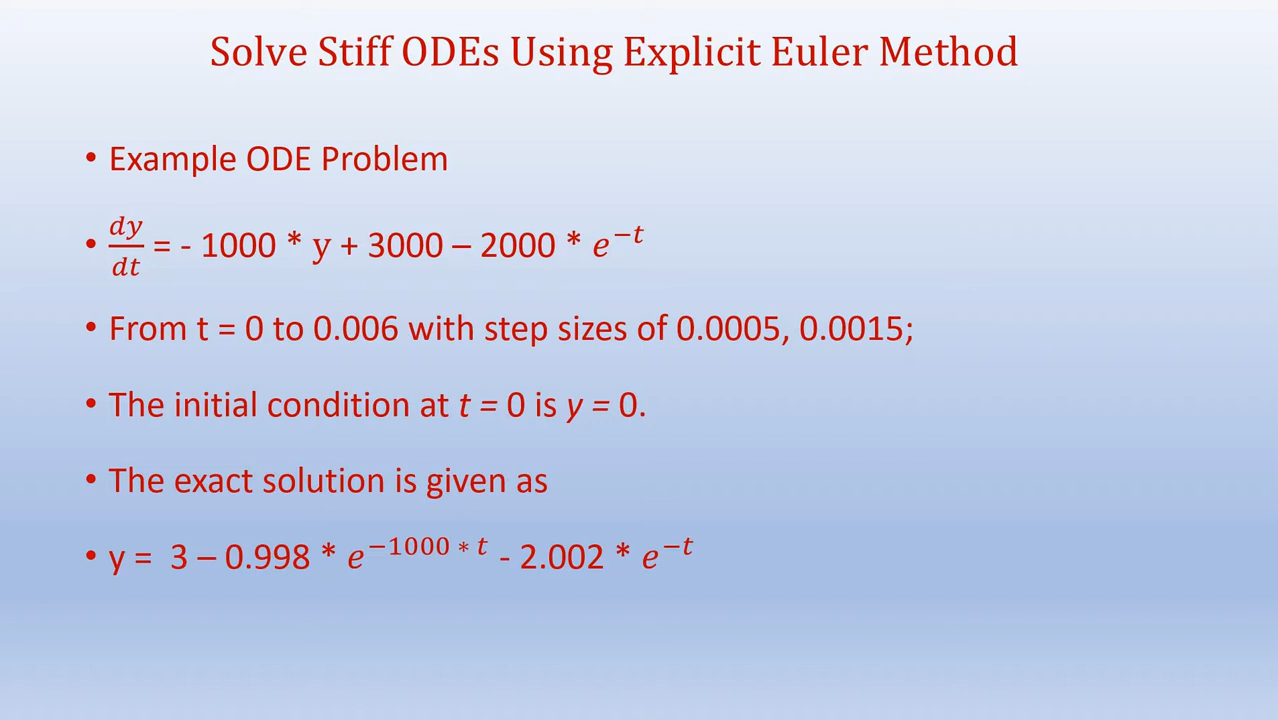 Solve Stiff ODEs Using Explicit Euler Method
• Example ODE Problem
• \frac{dy}{dt} = - 1000 * y + 3000 – 2000 * e^{−t}
• From t = 0 to 0.006 with step sizes of 0.0005, 0.0015;
• The initial condition at t = 0 is y = 0.
• The exact solution is given as
• y = 3 – 0.998 * e^{−1000 * t} - 2.002 * e^{−t}